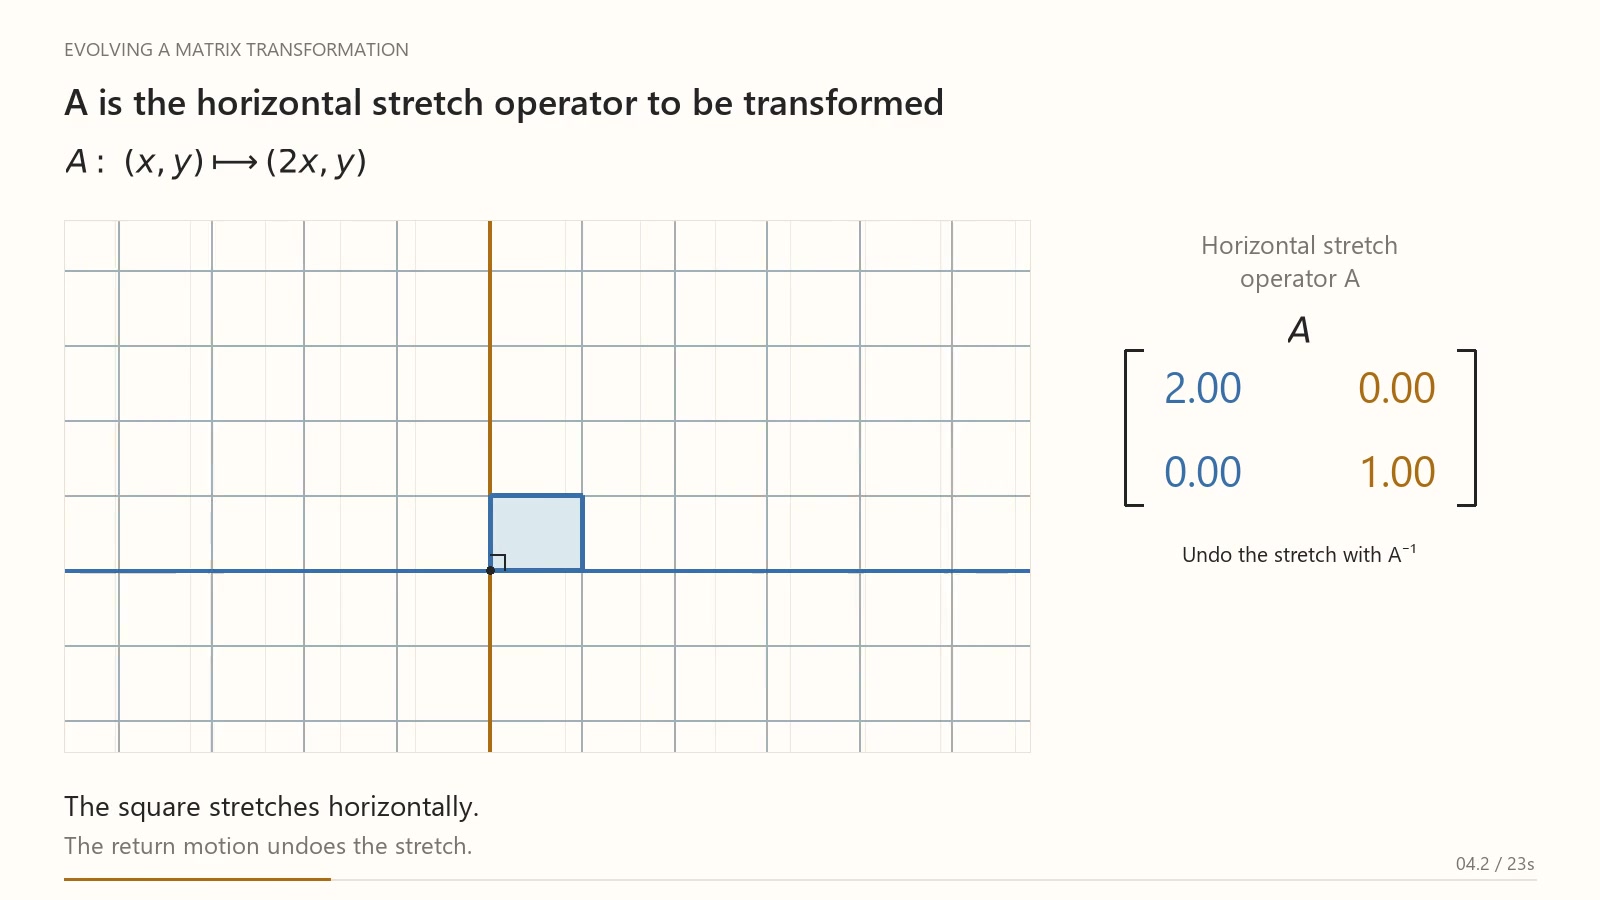 EVOLVING A MATRIX TRANSFORMATION
A is the horizontal stretch operator to be transformed
A : (x, y) ⟼ (2x, y)
Horizontal stretch
operator A
A
2.00 0.00
0.00 1.00
Undo the stretch with A⁻¹
The square stretches horizontally.
The return motion undoes the stretch.
04.2 / 23s